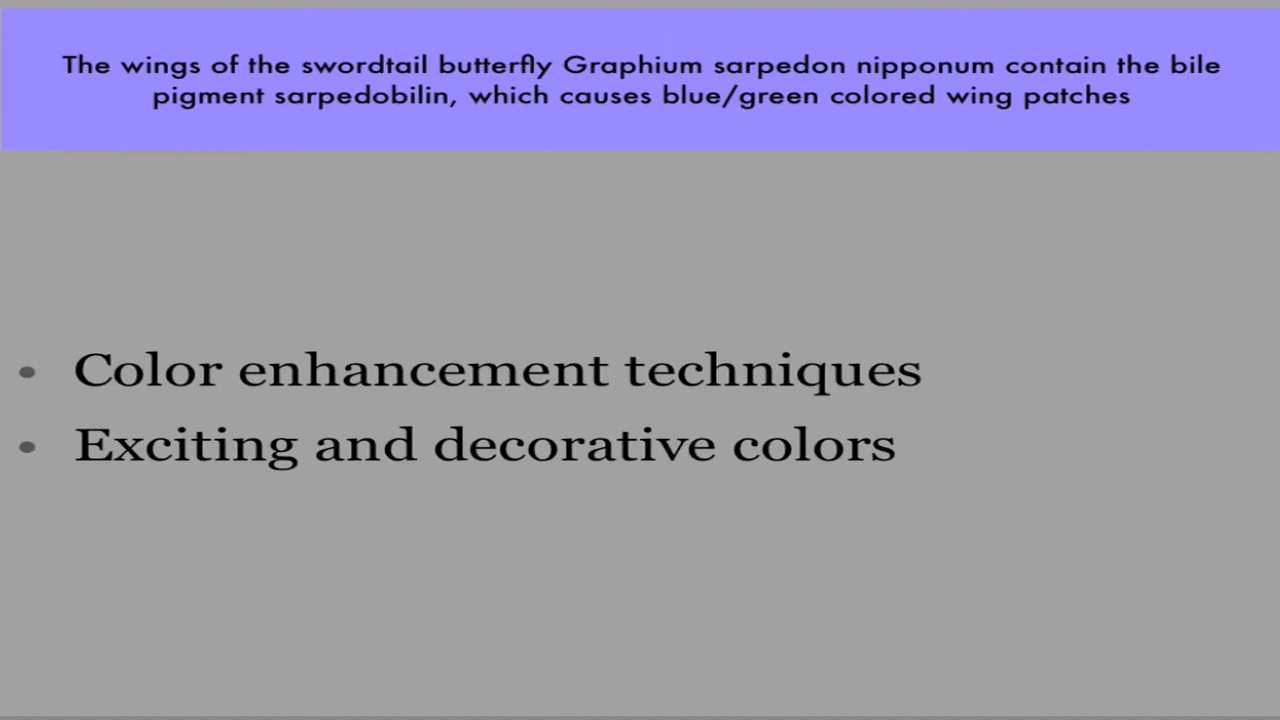 The wings of the swordtail butterfly Graphium sarpedon nipponum contain the bile
pigment sarpedobilin, which causes blue/green colored wing patches
• Color enhancement techniques
• Exciting and decorative colors